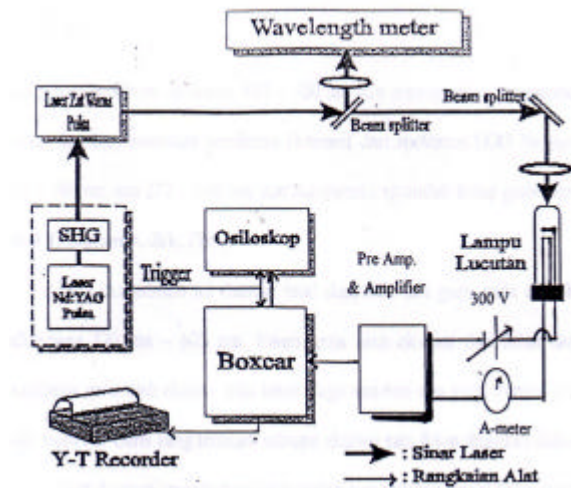 Wavelength meter
Laser Zat Warna
Pulsa
Beam splitter
Beam splitter
SHG
Laser
Nd:YAG
Pulsa
Trigger
Osiloskop
Pre Amp.
& Amplifier
Lampu
Lucutan
300 V
Boxcar
A-meter
Y-T Recorder
: Sinar Laser
: Rangkaian Alat